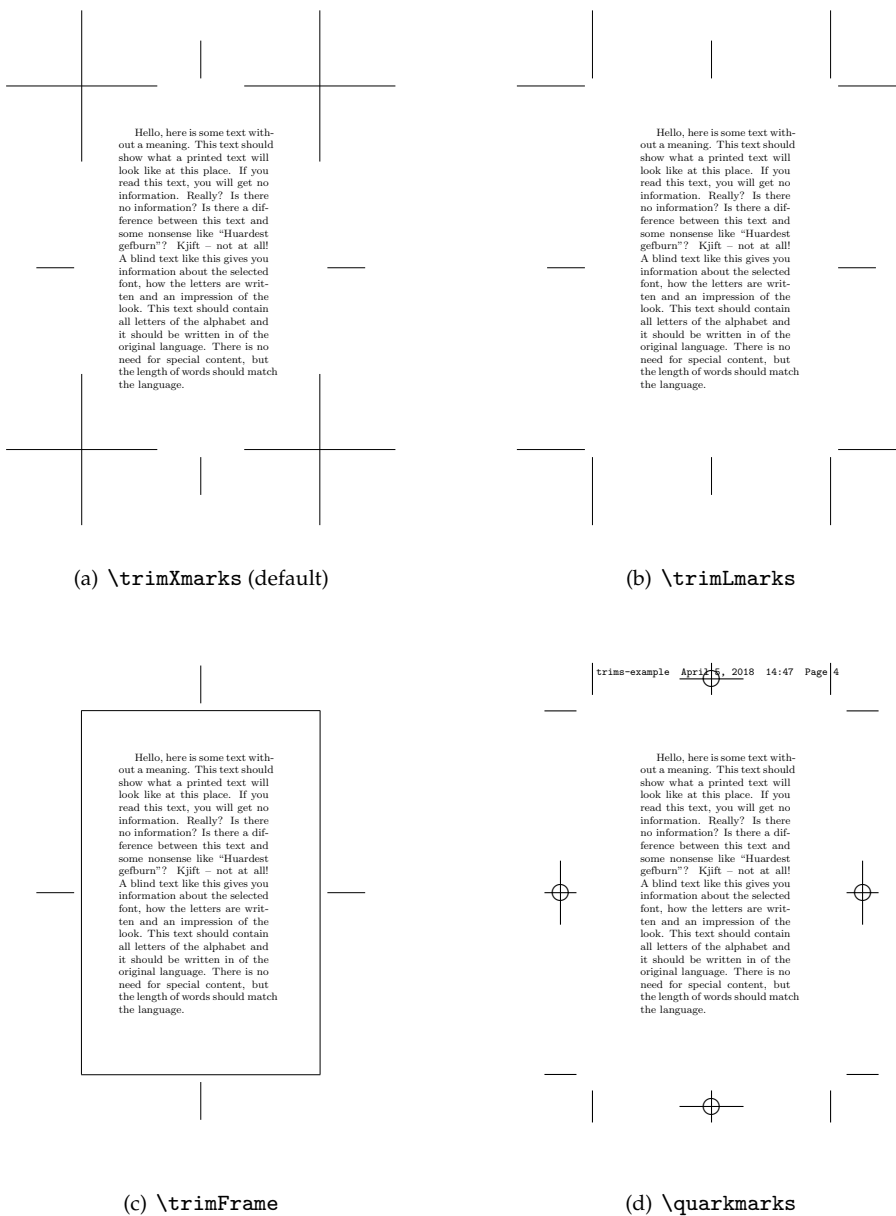 Hello, here is some text with-
out a meaning. This text should
show what a printed text will
look like at this place. If you
read this text, you will get no
information. Really? Is there
no information? Is there a dif-
ference between this text and
some nonsense like “Huardest
gefburn”? Kjift – not at all!
A blind text like this gives you
information about the selected
font, how the letters are writ-
ten and an impression of the
look. This text should contain
all letters of the alphabet and
it should be written in of the
original language. There is no
need for special content, but
the length of words should match
the language.
(a) \trimXmarks (default)
Hello, here is some text with-
out a meaning. This text should
show what a printed text will
look like at this place. If you
read this text, you will get no
information. Really? Is there
no information? Is there a dif-
ference between this text and
some nonsense like “Huardest
gefburn”? Kjift – not at all!
A blind text like this gives you
information about the selected
font, how the letters are writ-
ten and an impression of the
look. This text should contain
all letters of the alphabet and
it should be written in of the
original language. There is no
need for special content, but
the length of words should match
the language.
(b) \trimLmarks
Hello, here is some text with-
out a meaning. This text should
show what a printed text will
look like at this place. If you
read this text, you will get no
information. Really? Is there
no information? Is there a dif-
ference between this text and
some nonsense like “Huardest
gefburn”? Kjift – not at all!
A blind text like this gives you
information about the selected
font, how the letters are writ-
ten and an impression of the
look. This text should contain
all letters of the alphabet and
it should be written in of the
original language. There is no
need for special content, but
the length of words should match
the language.
(c) \trimFrame
trims-example April 5, 2018 14:47 Page 4
Hello, here is some text with-
out a meaning. This text should
show what a printed text will
look like at this place. If you
read this text, you will get no
information. Really? Is there
no information? Is there a dif-
ference between this text and
some nonsense like “Huardest
gefburn”? Kjift – not at all!
A blind text like this gives you
information about the selected
font, how the letters are writ-
ten and an impression of the
look. This text should contain
all letters of the alphabet and
it should be written in of the
original language. There is no
need for special content, but
the length of words should match
the language.
(d) \quarkmarks